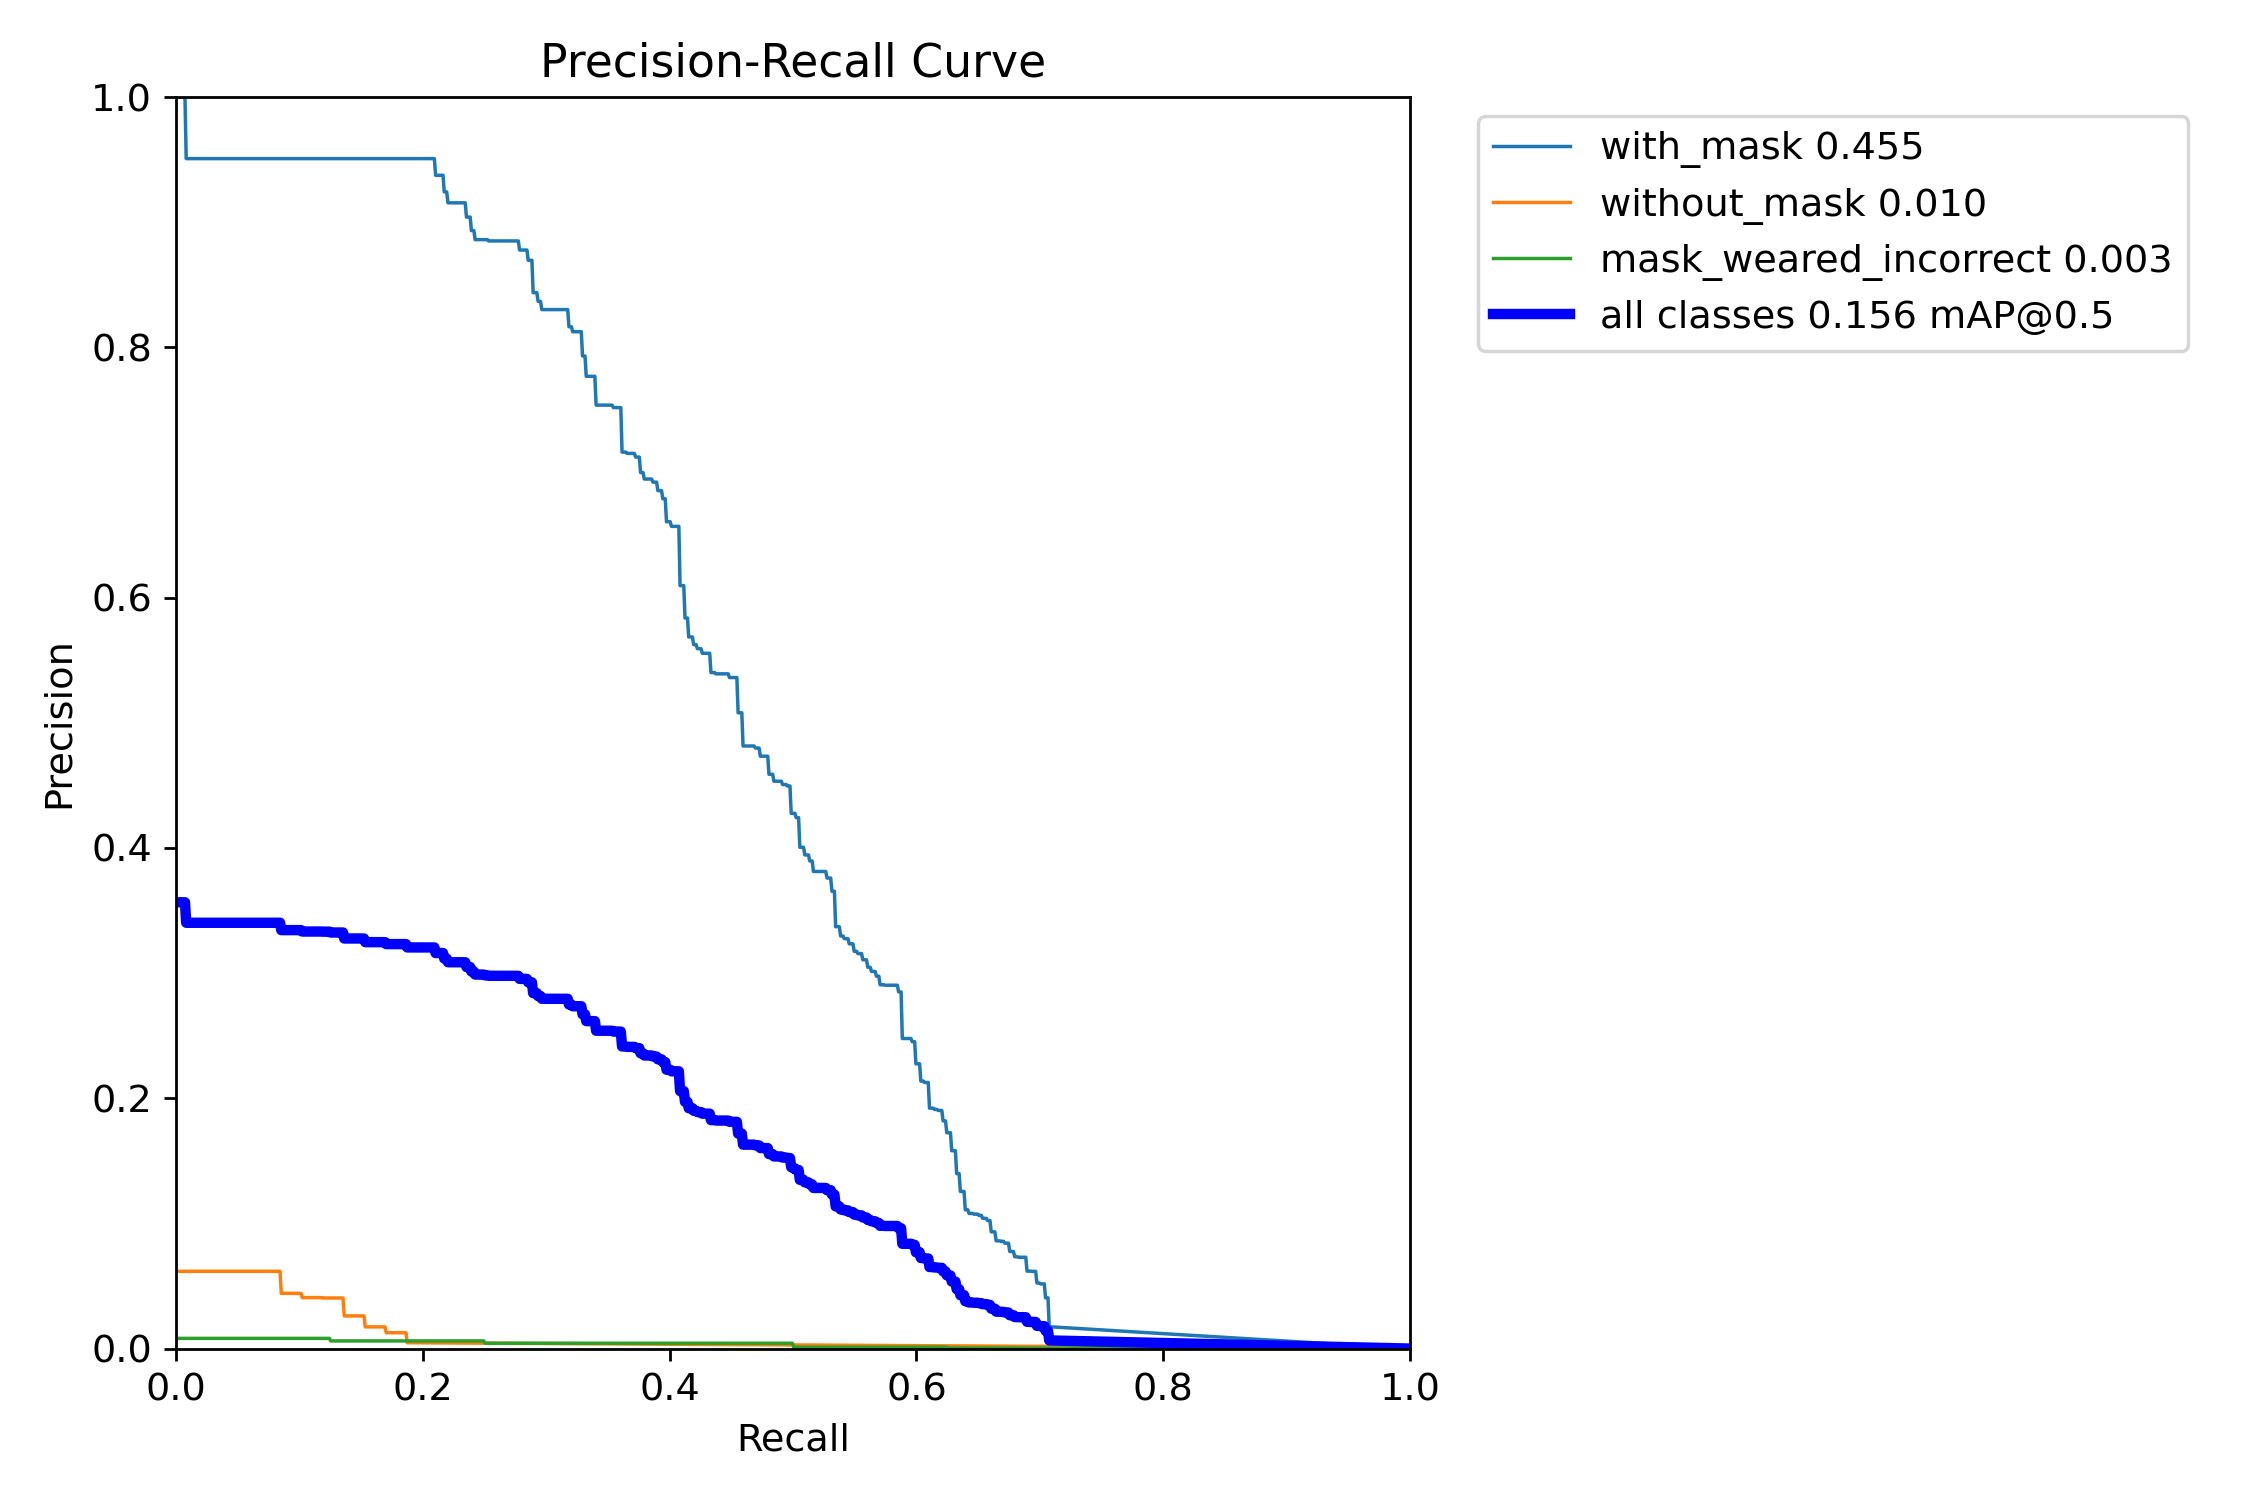 Precision-Recall Curve
1.0
0.8
0.6
0.4
0.2
0.0
Precision
0.0 0.2 0.4 0.6 0.8 1.0
Recall
with_mask 0.455
without_mask 0.010
mask_weared_incorrect 0.003
all classes 0.156 mAP@0.5